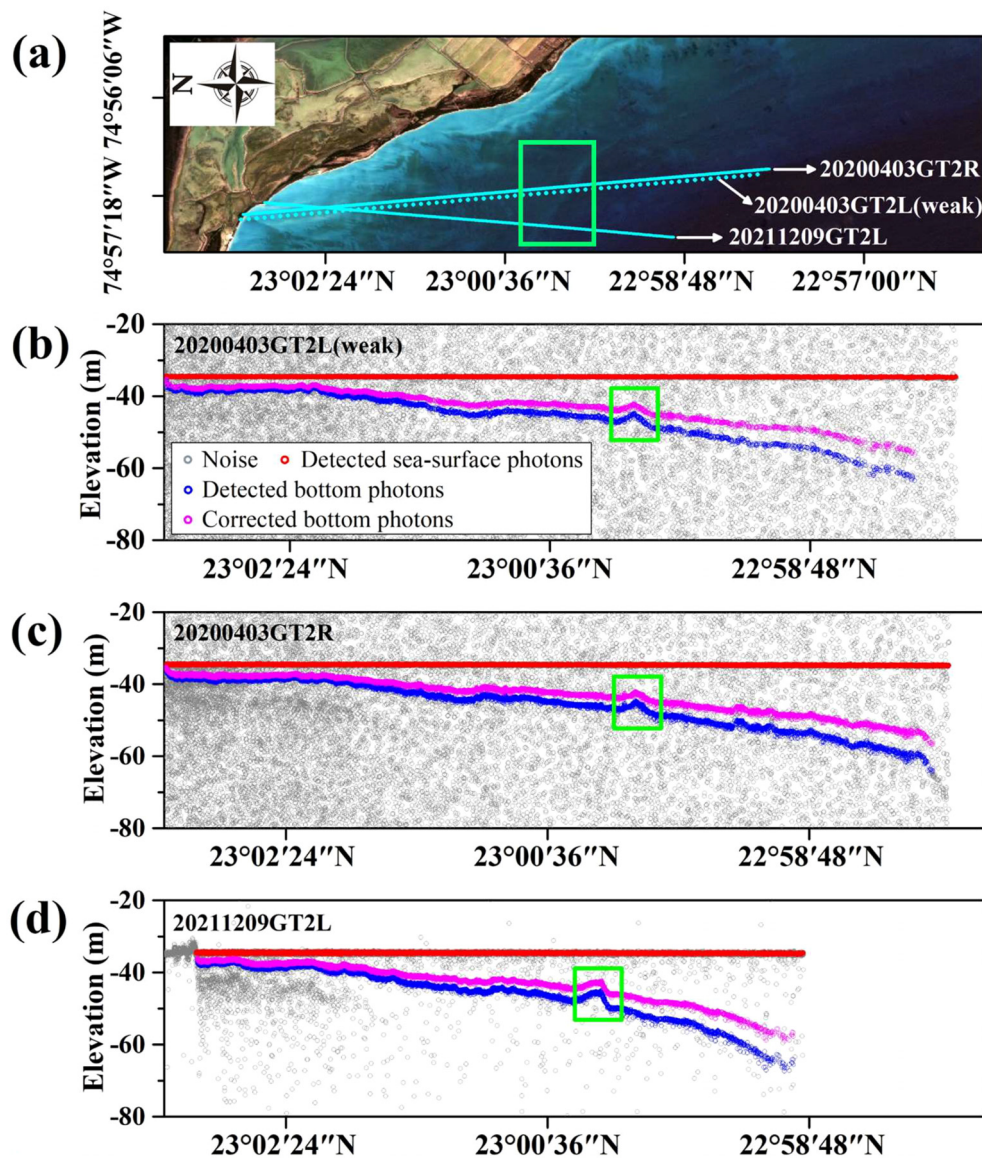 (a)
N
74°57′18″W 74°56′06″W
20200403GT2R
20200403GT2L(weak)
20211209GT2L
23°02′24″N 23°00′36″N 22°58′48″N 22°57′00″N
(b)
20200403GT2L(weak)
Elevation (m)
-20
-40
-60
-80
Noise Detected sea-surface photons
Detected bottom photons
Corrected bottom photons
23°02′24″N 23°00′36″N 22°58′48″N
(c)
20200403GT2R
Elevation (m)
-20
-40
-60
-80
23°02′24″N 23°00′36″N 22°58′48″N
(d)
20211209GT2L
Elevation (m)
-20
-40
-60
-80
23°02′24″N 23°00′36″N 22°58′48″N